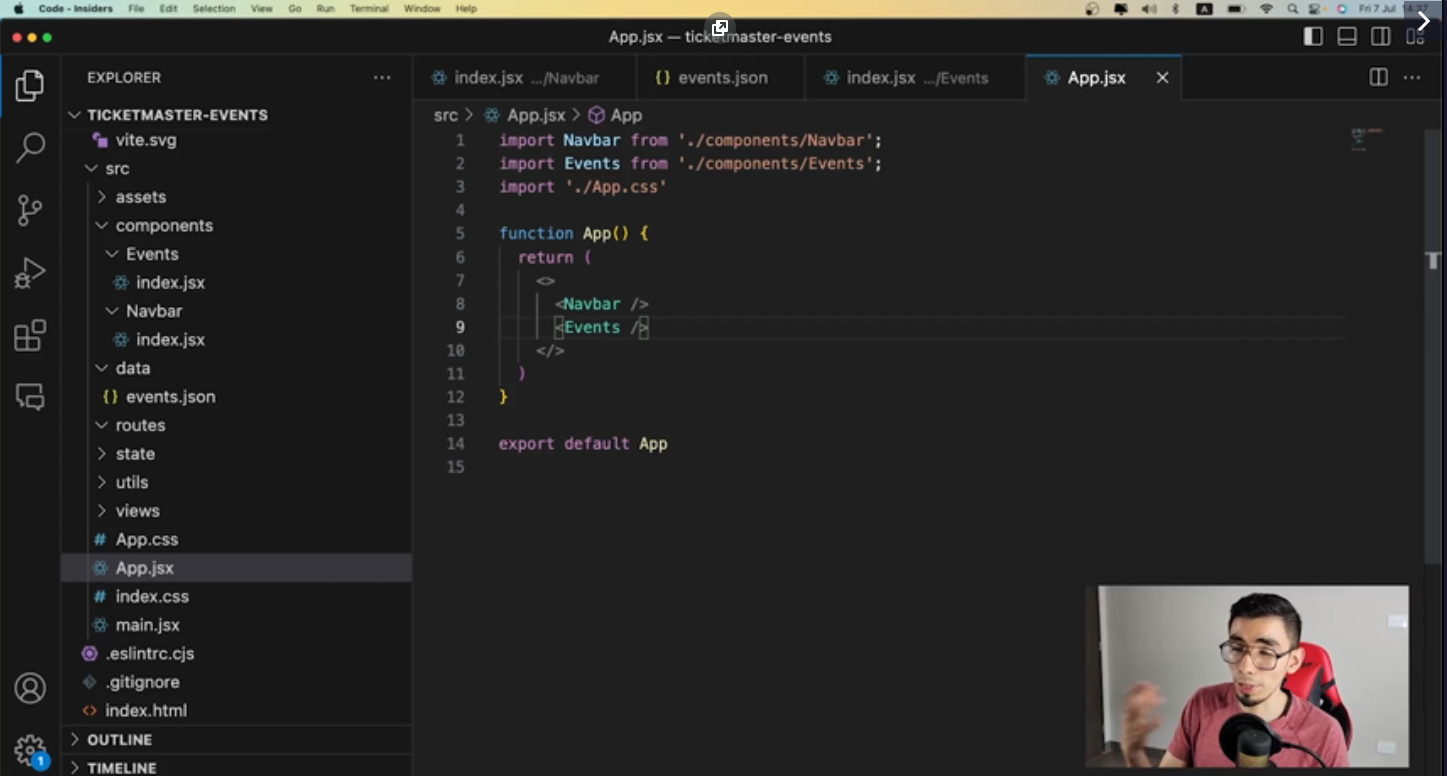 Code - Insiders File Edit Selection View Go Run Terminal Window Help
A Fri 7 Jul
App.jsx — ticketmaster-events
EXPLORER
TICKETMASTER-EVENTS
vite.svg
src
assets
components
Events
index.jsx
Navbar
index.jsx
data
{} events.json
routes
state
utils
views
# App.css
App.jsx
# index.css
main.jsx
.eslintrc.cjs
.gitignore
<> index.html
OUTLINE
TIMELINE
1
index.jsx .../Navbar {} events.json index.jsx .../Events App.jsx
src > App.jsx > App
1 import Navbar from './components/Navbar';
2 import Events from './components/Events';
3 import './App.css'
4
5 function App() {
6 return (
7 <>
8 <Navbar />
9 <Events />
10 </>
11 )
12 }
13
14 export default App
15